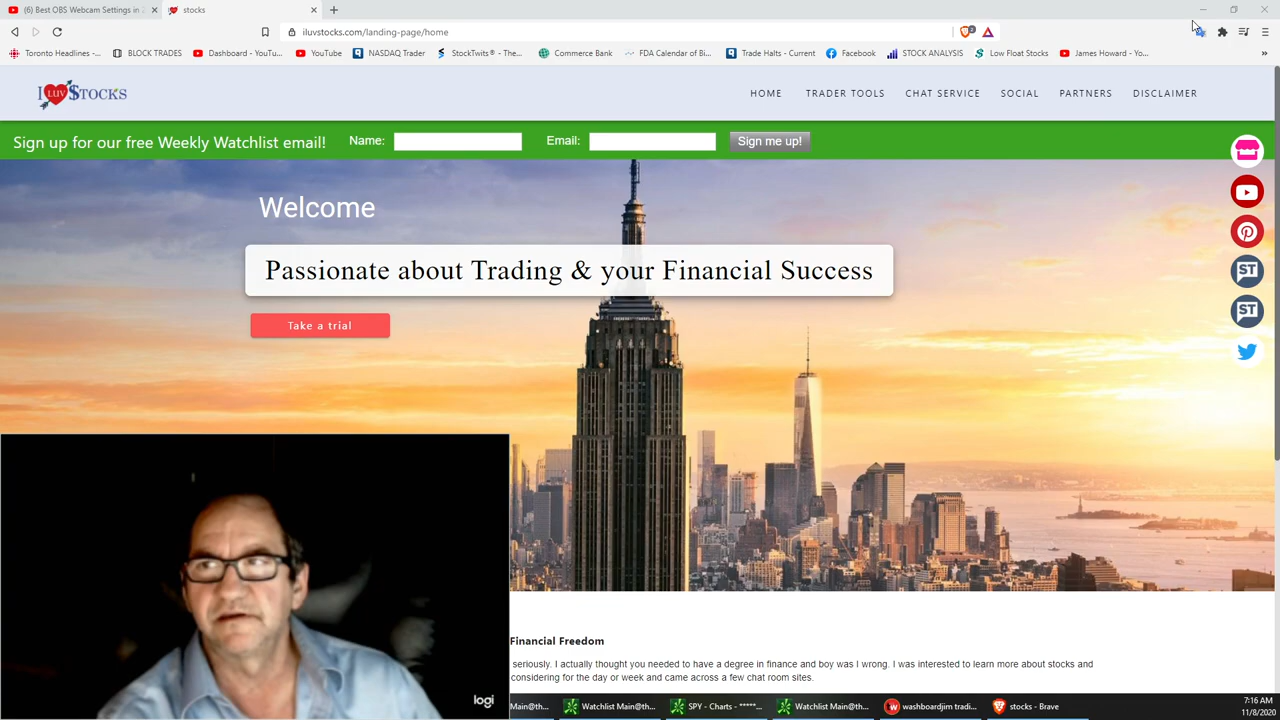 (6) Best OBS Webcam Settings in 2
stocks
iluvstocks.com/landing-page/home
Toronto Headlines -...
BLOCK TRADES
Dashboard - YouTu...
YouTube
NASDAQ Trader
StockTwits® - The...
Commerce Bank
FDA Calendar of Bi...
Trade Halts - Current
Facebook
STOCK ANALYSIS
Low Float Stocks
James Howard - Yo...
I LUV $TOCKS
HOME
TRADER TOOLS
CHAT SERVICE
SOCIAL
PARTNERS
DISCLAIMER
Sign up for our free Weekly Watchlist email!
Name:
Email:
Sign me up!
Welcome
Passionate about Trading & your Financial Success
Take a trial
ST
ST
Financial Freedom
seriously. I actually thought you needed to have a degree in finance and boy was I wrong. I was interested to learn more about stocks and
considering for the day or week and came across a few chat room sites.
logi
Main@th...
Watchlist Main@th...
SPY - Charts - *****...
Watchlist Main@th...
washboardjim tradi...
stocks - Brave
7:16 AM
11/8/2020